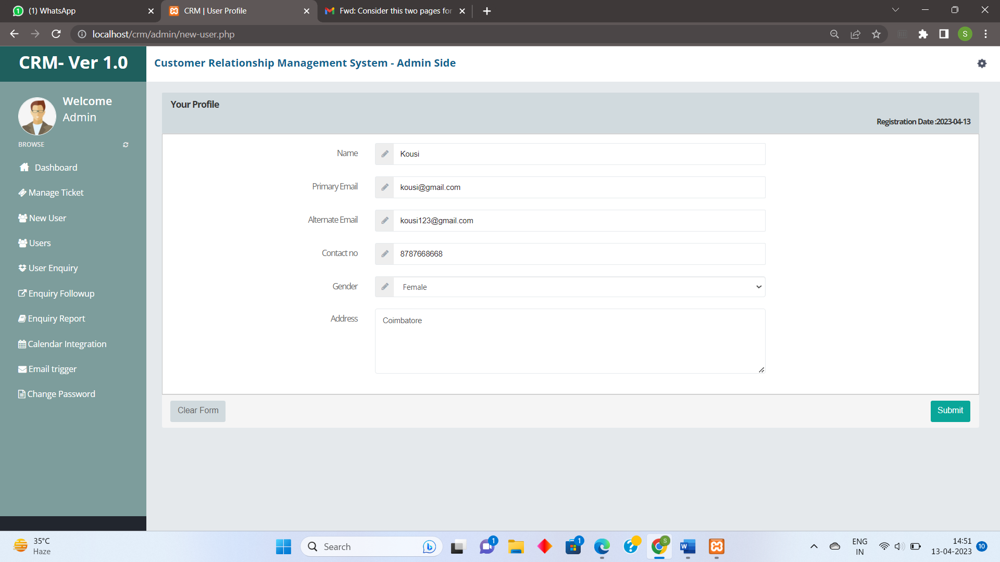 (1) WhatsApp
CRM | User Profile
Fwd: Consider this two pages for
localhost/crm/admin/new-user.php
S
CRM- Ver 1.0
Customer Relationship Management System - Admin Side
Welcome
Admin
BROWSE
Dashboard
Manage Ticket
New User
Users
User Enquiry
Enquiry Followup
Enquiry Report
Calendar Integration
Email trigger
Change Password
Your Profile
Registration Date :2023-04-13
Name
Kousi
Primary Email
kousi@gmail.com
Alternate Email
kousi123@gmail.com
Contact no
8787668668
Gender
Female
Address
Coimbatore
Clear Form
Submit
35°C
Haze
Search
1
1
S
ENG
IN
14:51
13-04-2023
10